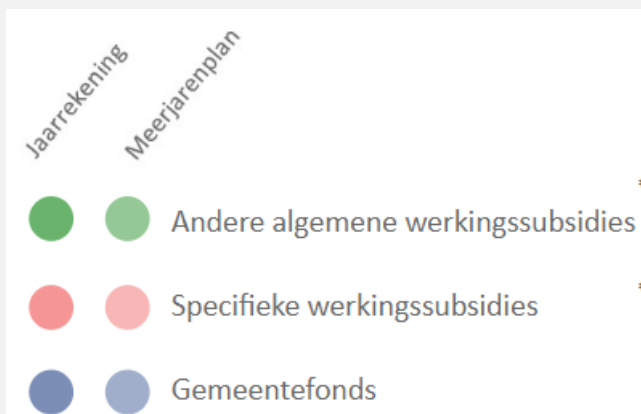 Jaarrekening
Meerjarenplan
Andere algemene werkingssubsidies *
Specifieke werkingssubsidies *
Gemeentefonds